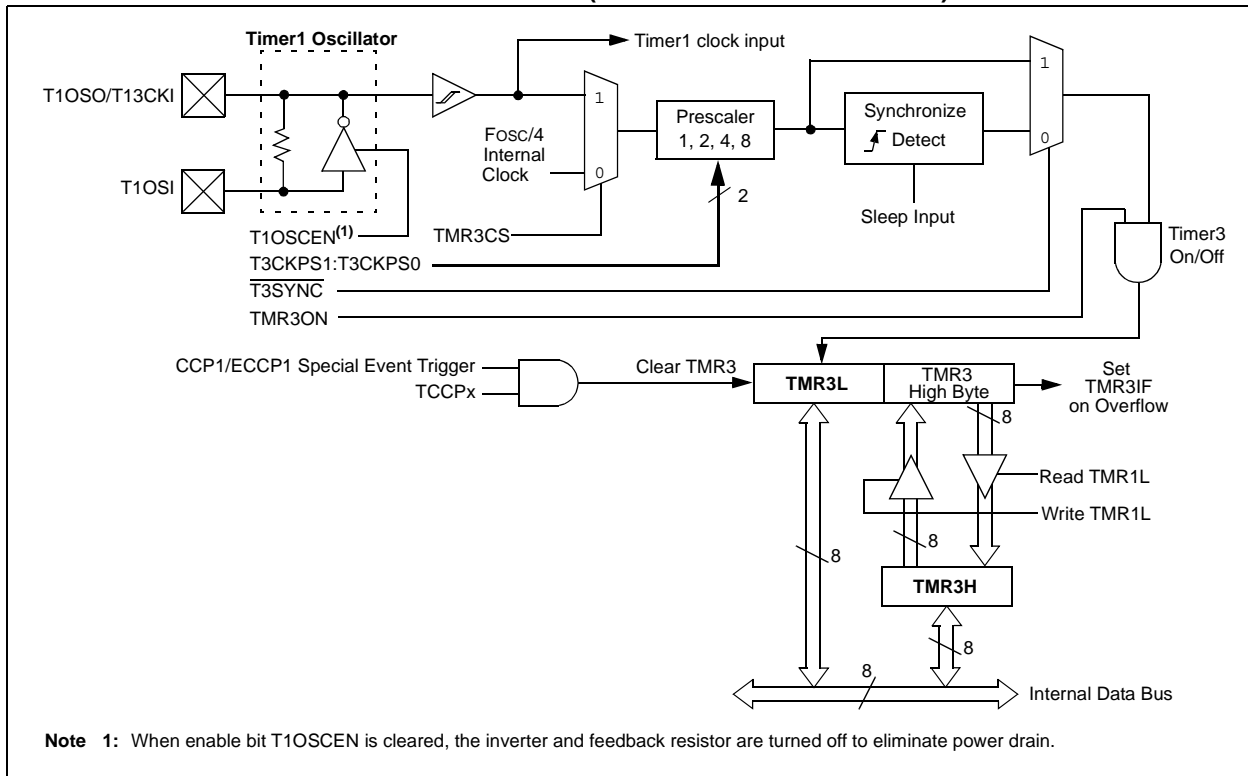 Timer1 Oscillator
Timer1 clock input
T1OSO/T13CKI
1
1
Prescaler
1, 2, 4, 8
Synchronize
Detect
FOSC/4
Internal
Clock
0
0
T1OSI
2
Sleep Input
T1OSCEN(1)
TMR3CS
Timer3
On/Off
T3CKPS1:T3CKPS0
T3SYNC
TMR3ON
CCP1/ECCP1 Special Event Trigger
TCCPx
Clear TMR3
TMR3L
TMR3
High Byte
Set
TMR3IF
on Overflow
8
Read TMR1L
Write TMR1L
8
8
TMR3H
8
8
Internal Data Bus
Note 1: When enable bit T1OSCEN is cleared, the inverter and feedback resistor are turned off to eliminate power drain.